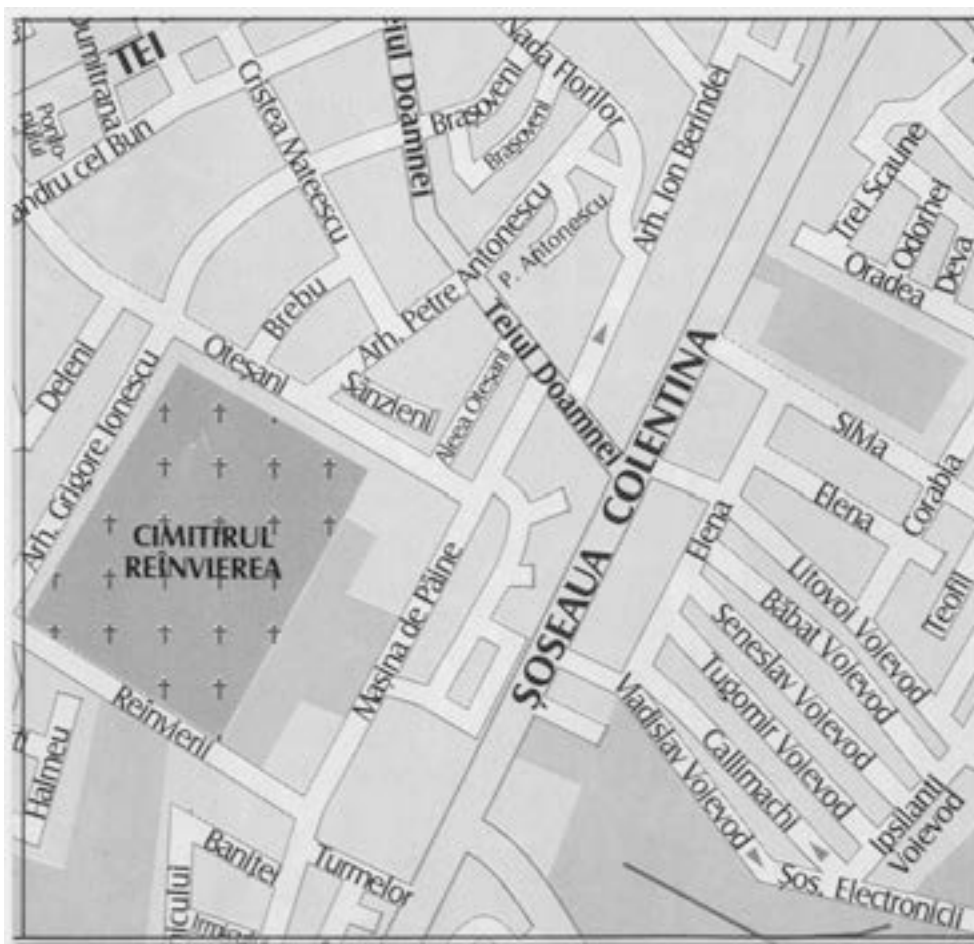 TEI
Dumitrana
andru cel Bun
Cristea Mateescu
Teiul Doamnei
Brașoveni
Brașoveni
Nada Florilor
Arh. Ion Berindei
Arh. Petre Antonescu
P. Antonescu
Trei Scaune
Odorhei
Deva
Oradea
Deleni
Brebu
Oteșani
Sânzieni
Aleea Oteșani
Teiul Doamnei
Arh. Grigore Ionescu
CIMITIRUL
REÎNVIEREA
ȘOSEAUA COLENTINA
Silvia
Elena
Corabia
Elena
Teofil
Mașina de Pâine
Litovoi Voievod
Băbat Voievod
Seneslav Voievod
Tugomir Voievod
Callimachi
Vladislav Voievod
Ipsilanti
Voievod
Reînvierii
Halmeu
Baniței
Turmelor
Șos. Electronicii